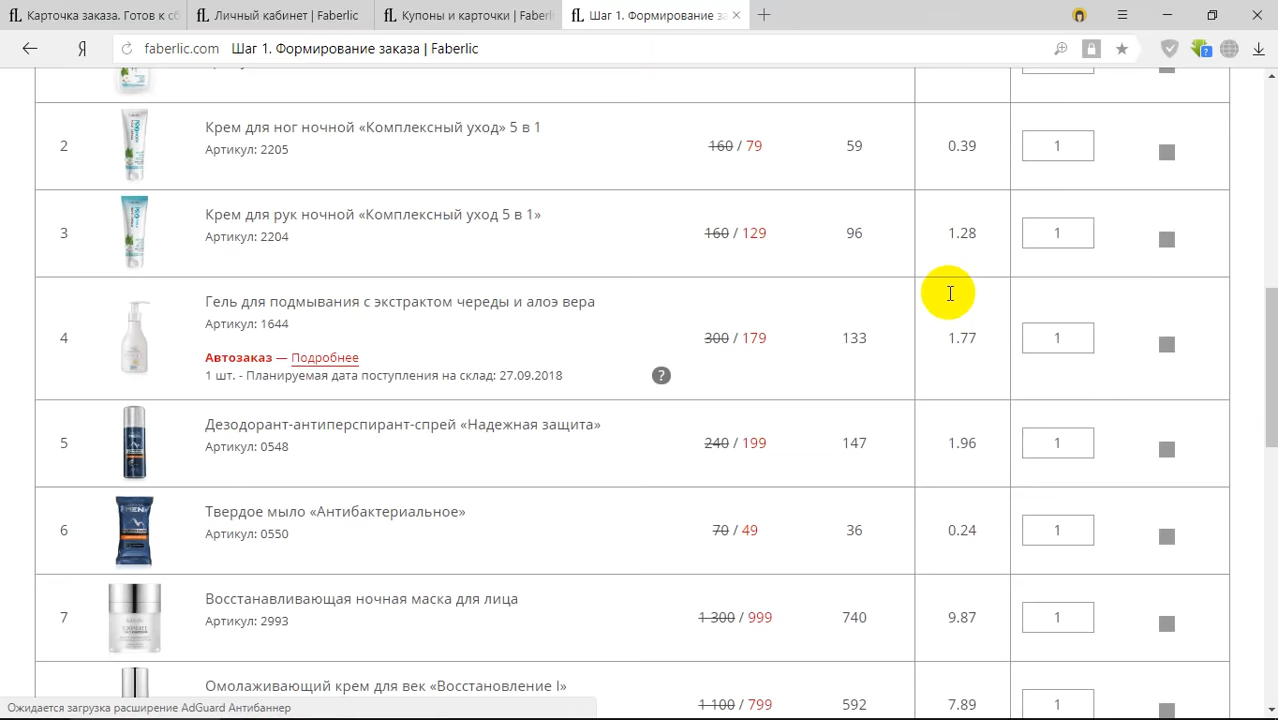 Карточка заказа. Готов к сб
Личный кабинет | Faberlic
Купоны и карточки | Faberl
Шаг 1. Формирование за
faberlic.com Шаг 1. Формирование заказа | Faberlic
2 Крем для ног ночной «Комплексный уход» 5 в 1 160 / 79 59 0.39 1
Артикул: 2205
3 Крем для рук ночной «Комплексный уход 5 в 1» 160 / 129 96 1.28 1
Артикул: 2204
4 Гель для подмывания с экстрактом череды и алоэ вера 300 / 179 133 1.77 1
Артикул: 1644
Автозаказ — Подробнее
1 шт. - Планируемая дата поступления на склад: 27.09.2018 ?
5 Дезодорант-антиперспирант-спрей «Надежная защита» 240 / 199 147 1.96 1
Артикул: 0548
6 Твердое мыло «Антибактериальное» 70 / 49 36 0.24 1
Артикул: 0550
7 Восстанавливающая ночная маска для лица 1 300 / 999 740 9.87 1
Артикул: 2993
Омолаживающий крем для век «Восстановление I» 1 100 / 799 592 7.89 1
Ожидается загрузка расширение AdGuard Антибаннер